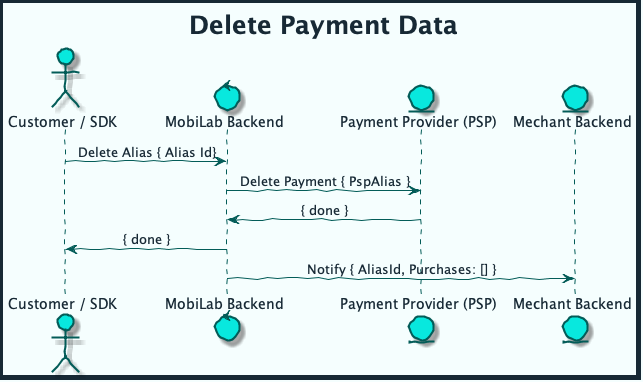 Delete Payment Data
Customer / SDK MobiLab Backend Payment Provider (PSP) Mechant Backend
Delete Alias { Alias Id}
Delete Payment { PspAlias }
{ done }
{ done }
Notify { AliasId, Purchases: [] }
Customer / SDK MobiLab Backend Payment Provider (PSP) Mechant Backend